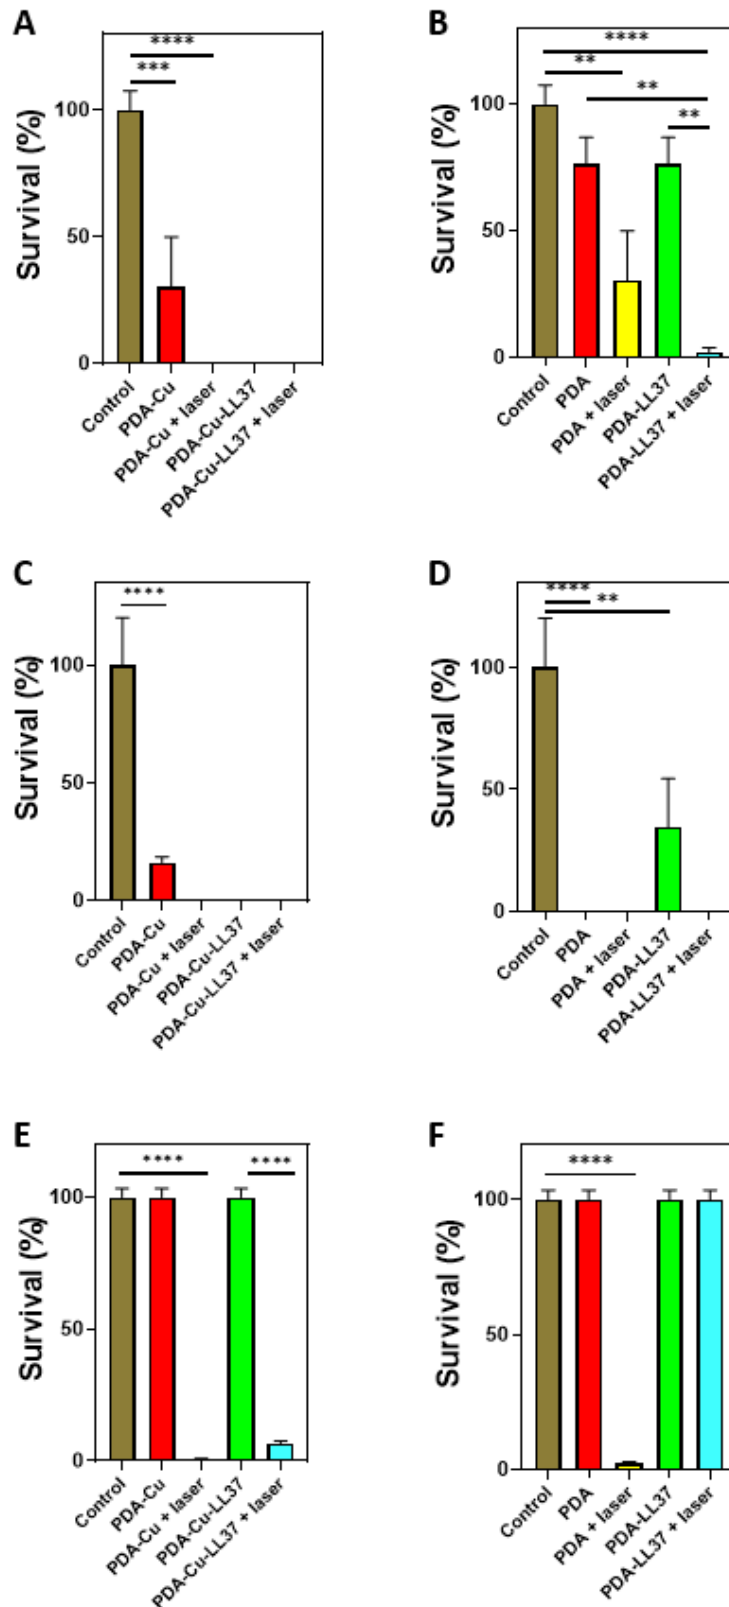 A
****
***
Survival (%)
100
50
0
Control
PDA-Cu
PDA-Cu + laser
PDA-Cu-LL37
PDA-Cu-LL37 + laser
B
****
**
**
**
Survival (%)
100
50
0
Control
PDA
PDA + laser
PDA-LL37
PDA-LL37 + laser
C
****
Survival (%)
100
50
0
Control
PDA-Cu
PDA-Cu + laser
PDA-Cu-LL37
PDA-Cu-LL37 + laser
D
****
**
Survival (%)
100
50
0
Control
PDA
PDA + laser
PDA-LL37
PDA-LL37 + laser
E
**** ****
Survival (%)
100
50
0
Control
PDA-Cu
PDA-Cu + laser
PDA-Cu-LL37
PDA-Cu-LL37 + laser
F
****
Survival (%)
100
50
0
Control
PDA
PDA + laser
PDA-LL37
PDA-LL37 + laser